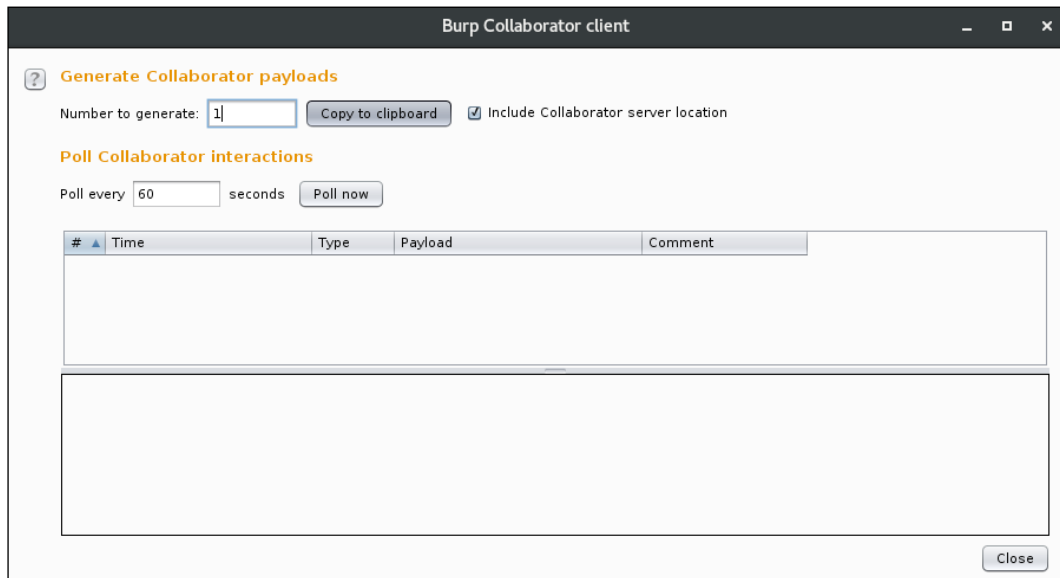 Burp Collaborator client
Generate Collaborator payloads
Number to generate: 1 Copy to clipboard Include Collaborator server location
Poll Collaborator interactions
Poll every 60 seconds Poll now
# Time Type Payload Comment
Close